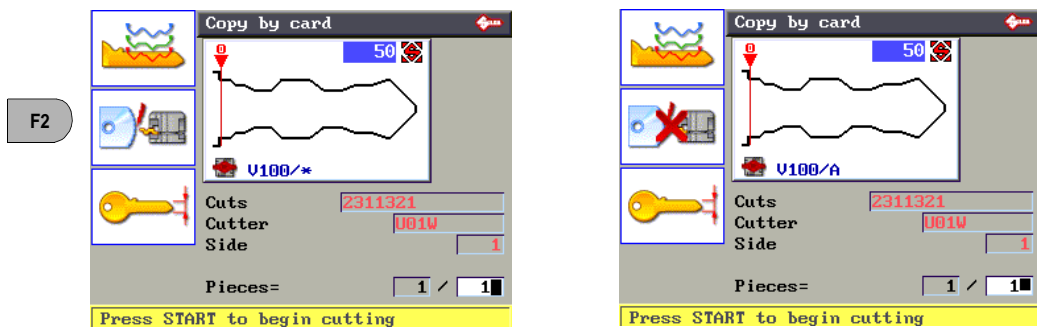 F2
Copy by card
0
50
V100/*
Cuts 2311321
Cutter U01W
Side 1
Pieces= 1 / 1
Press START to begin cutting
Copy by card
0
50
V100/A
Cuts 2311321
Cutter U01W
Side 1
Pieces= 1 / 1
Press START to begin cutting